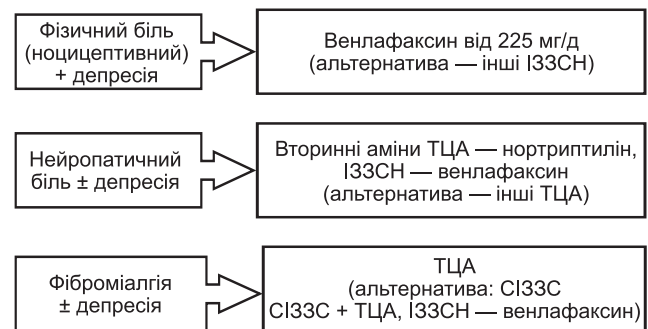 Фізичний біль
(ноцицептивний)
+ депресія
Венлафаксин від 225 мг/д
(альтернатива — інші ІЗЗСН)
Нейропатичний
біль ± депресія
Вторинні аміни ТЦА — нортриптилін,
ІЗЗСН — венлафаксин
(альтернатива — інші ТЦА)
Фіброміалгія
± депресія
ТЦА
(альтернатива: СІЗЗС
СІЗЗС + ТЦА, ІЗЗСН — венлафаксин)